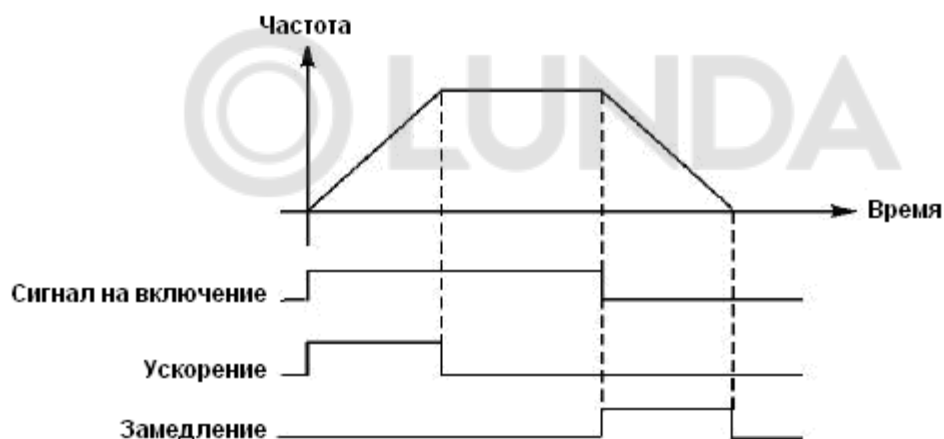 Частота
LUNDA
Время
Сигнал на включение
Ускорение
Замедление